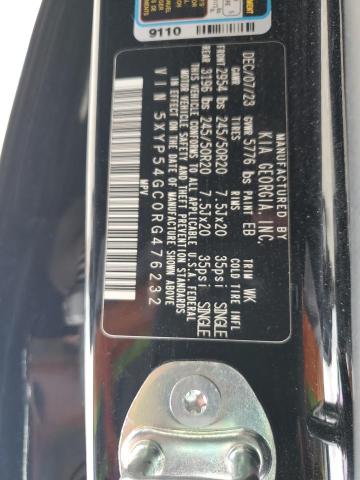 MANUFACTURED BY
KIA GEORGIA, INC.
DEC/07/23 GVWR 5776 lbs PAINT EB TRIM WK
GAWR TIRES RIMS COLD TIRE INFL
FRONT 2954 lbs 245/50R20 7.5Jx20 35psi SINGLE
REAR 3196 lbs 245/50R20 7.5Jx20 35psi SINGLE
THIS VEHICLE CONFORMS TO ALL APPLICABLE U.S.A. FEDERAL
MOTOR VEHICLE SAFETY AND THEFT PREVENTION STANDARDS
IN EFFECT ON THE DATE OF MANUFACTURE SHOWN ABOVE.
VIN 5XYP54GC0RG476232
MPV
9110